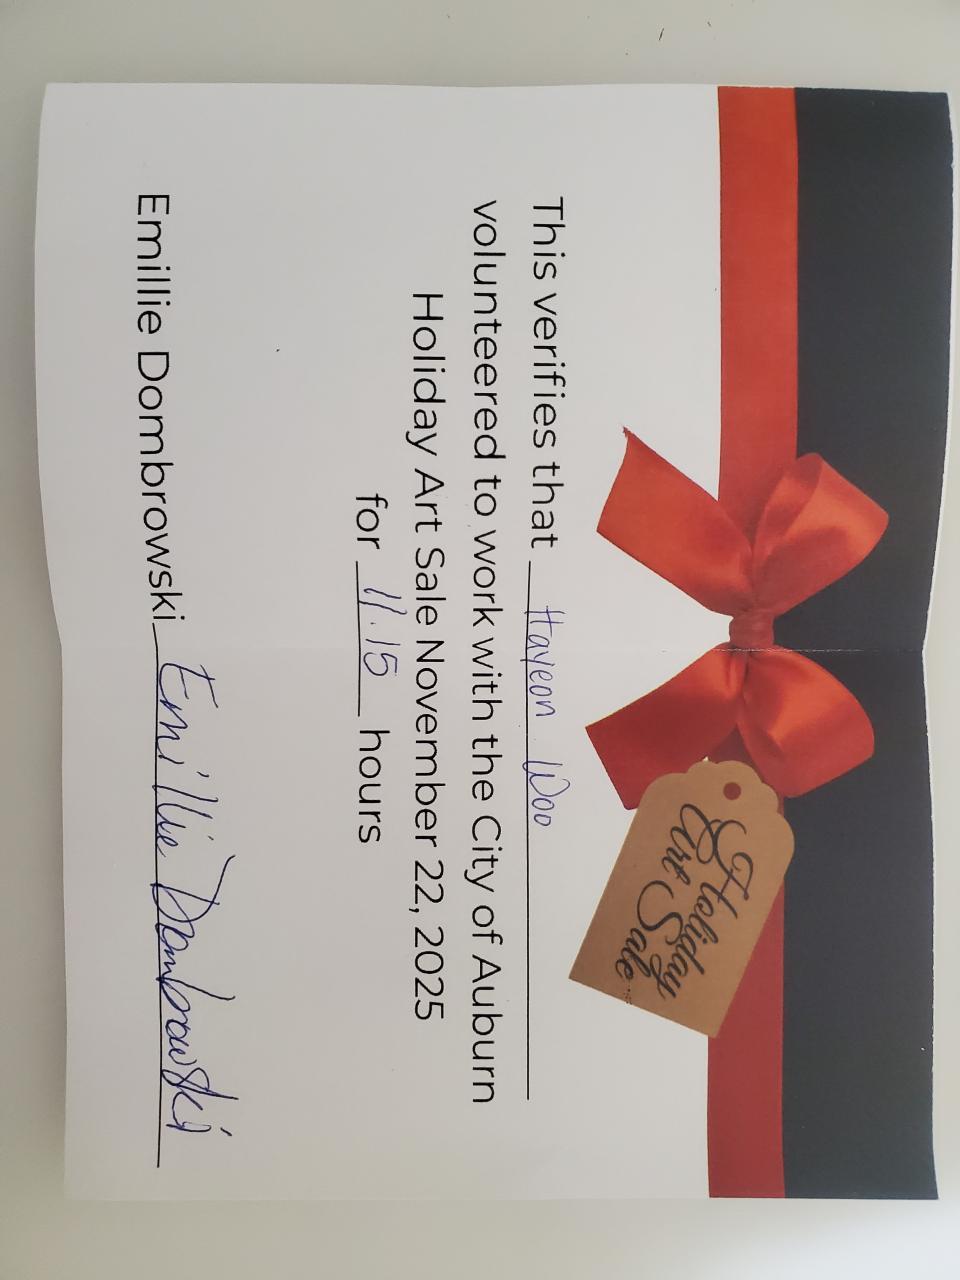 Holiday
Art Sale
This verifies that Hayeon Woo
volunteered to work with the City of Auburn
Holiday Art Sale November 22, 2025
for 11.15 hours
Emillie Dombrowski Emillie Dombrowski